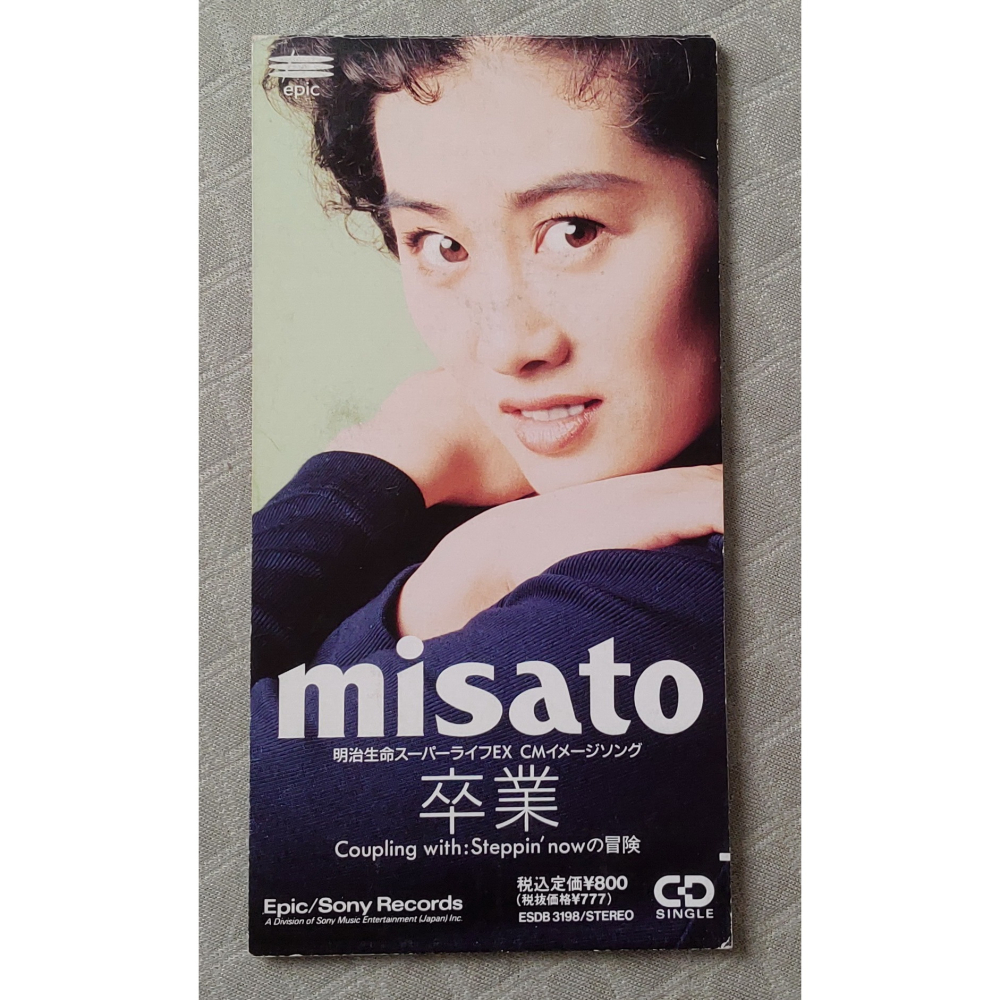 epic
misato
明治生命スーパーライフEX CMイメージソング
卒業
Coupling with:Steppin'nowの冒険
税込定価¥800
(税抜価格¥777)
ESDB 3198/STEREO
Epic/Sony Records
A Division of Sony Music Entertainment (Japan) Inc.
CD
SINGLE